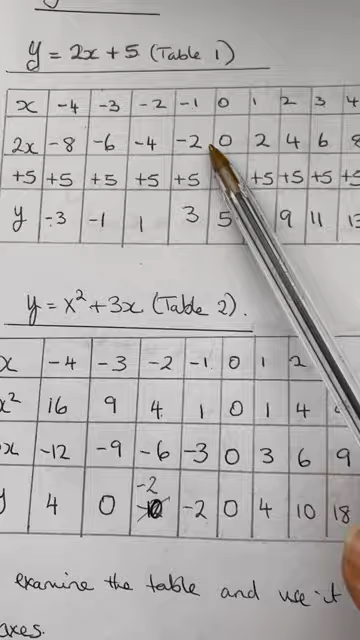 y = 2x + 5 (Table 1)
x -4 -3 -2 -1 0 1 2 3 4
2x -8 -6 -4 -2 0 2 4 6 8
+5 +5 +5 +5 +5 +5 +5 +5 +5
y -3 -1 1 3 5 9 11 13
y = x² + 3x (Table 2).
x -4 -3 -2 -1 0 1 2
x² 16 9 4 1 0 1 4
x -12 -9 -6 -3 0 3 6 9
-2
y 4 0 -2 0 4 10 18
examine the table and use it
axes.